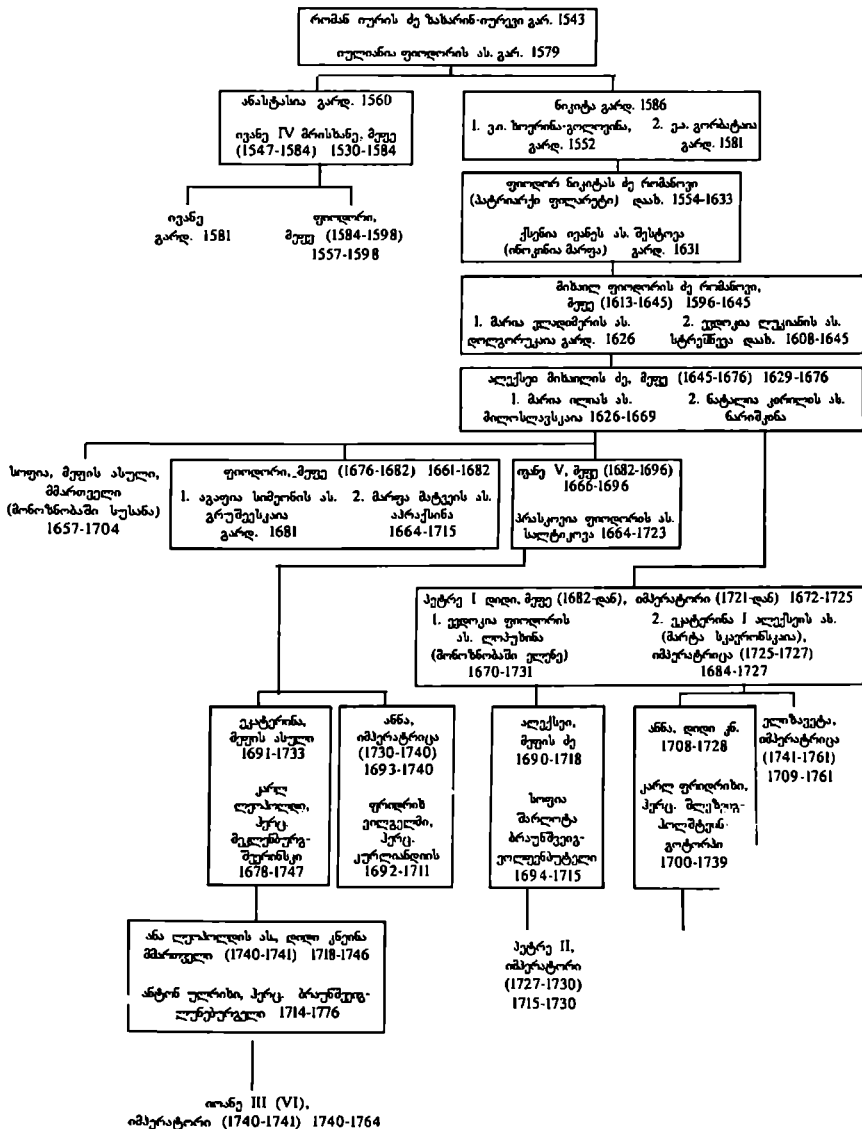 რომან იურის ძე ზახარინ-იურევი გარ. 1543
იულიანია ფიოდორის ას. გარ. 1579
ანასტასია გარდ. 1560
ივანე IV მრისხანე, მეფე
(1547-1584) 1530-1584
ნიკიტა გარდ. 1586
1. ვ.ი. ხოვრინა-გოლოვინა,
გარდ. 1552
2. ე.ა. გორბატაია
გარდ. 1581
ივანე
გარდ. 1581
ფიოდორი,
მეფე (1584-1598)
1557-1598
ფიოდორ ნიკიტას ძე რომანოვი
(პატრიარქი ფილარეტი) დაახ. 1554-1633
ქსენია ივანეს ას. შესტოვა
(ინოკინია მარფა) გარდ. 1631
მიხაილ ფიოდორის ძე რომანოვი,
მეფე (1613-1645) 1596-1645
1. მარია ვლადიმერის ას.
დოლგორუკაია გარდ. 1626
2. ევდოკია ლუკიანის ას.
სტრეშნევა დაახ. 1608-1645
ალექსეი მიხაილის ძე, მეფე (1645-1676) 1629-1676
1. მარია ილიას ას.
მილოსლავსკაია 1626-1669
2. ნატალია კირილის ას.
ნარიშკინა
სოფია, მეფის ასული,
მმართველი
(მონოზნობაში სუსანა)
1657-1704
ფიოდორი, მეფე (1676-1682) 1661-1682
1. აგაფია სიმეონის ას.
გრუშევსკაია
გარდ. 1681
2. მარფა მატვეის ას.
აპრაქსინა
1664-1715
ივანე V, მეფე (1682-1696)
1666-1696
პრასკოვია ფიოდორის ას.
სალტიკოვა 1664-1723
პეტრე I დიდი, მეფე (1682-დან), იმპერატორი (1721-დან) 1672-1725
1. ევდოკია ფიოდორის
ას. ლოპუხინა
(მონოზნობაში ელენე)
1670-1731
2. ეკატერინა I ალექსეის ას.
(მარტა სკავრონსკაია),
იმპერატრიცა (1725-1727)
1684-1727
ეკატერინა,
მეფის ასული
1691-1733
კარლ
ლეოპოლდი,
ჰერც.
მეკლენბურგ-
შვერინსკი
1678-1747
ანნა,
იმპერატრიცა
(1730-1740)
1693-1740
ფრიდრიხ
ვილგელმი,
ჰერც.
კურლიანდიის
1692-1711
ალექსეი,
მეფის ძე
1690-1718
სოფია
შარლოტა
ბრაუნშვეიგ-
ვოლფენბუტელი
1694-1715
ანნა, დიდი კნ.
1708-1728
კარლ ფრიდრიხი,
ჰერც. შლეზვიგ-
ჰოლშტეინ-
გოტორპი
1700-1739
ელიზავეტა,
იმპერატრიცა
(1741-1761)
1709-1761
ანა ლეოპოლდის ას., დიდი კნეინა
მმართველი (1740-1741) 1718-1746
ანტონ ულრიხი, ჰერც. ბრაუნშვეიგ-
ლუნებურგელი 1714-1776
პეტრე II,
იმპერატორი
(1727-1730)
1715-1730
იოანე III (VI),
იმპერატორი (1740-1741) 1740-1764